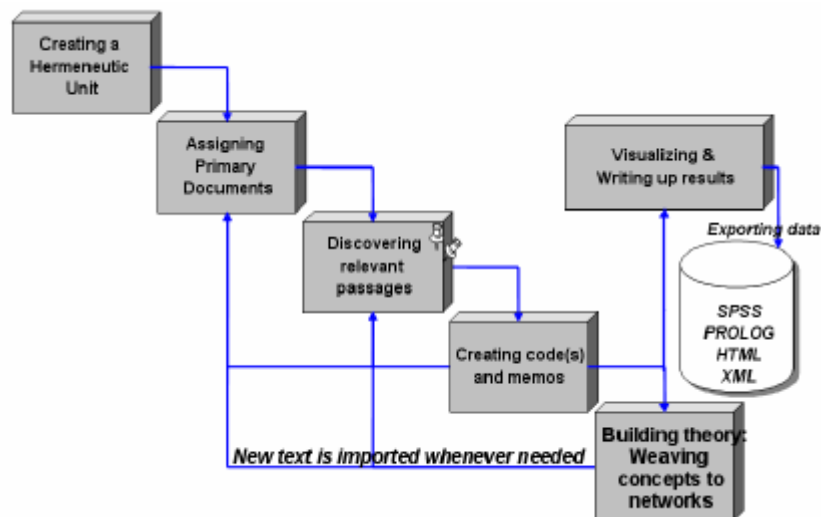 Creating a
Hermeneutic
Unit
Assigning
Primary
Documents
Discovering
relevant
passages
Creating code(s)
and memos
Building theory:
Weaving
concepts to
networks
Visualizing &
Writing up results
Exporting data
SPSS
PROLOG
HTML
XML
New text is imported whenever needed